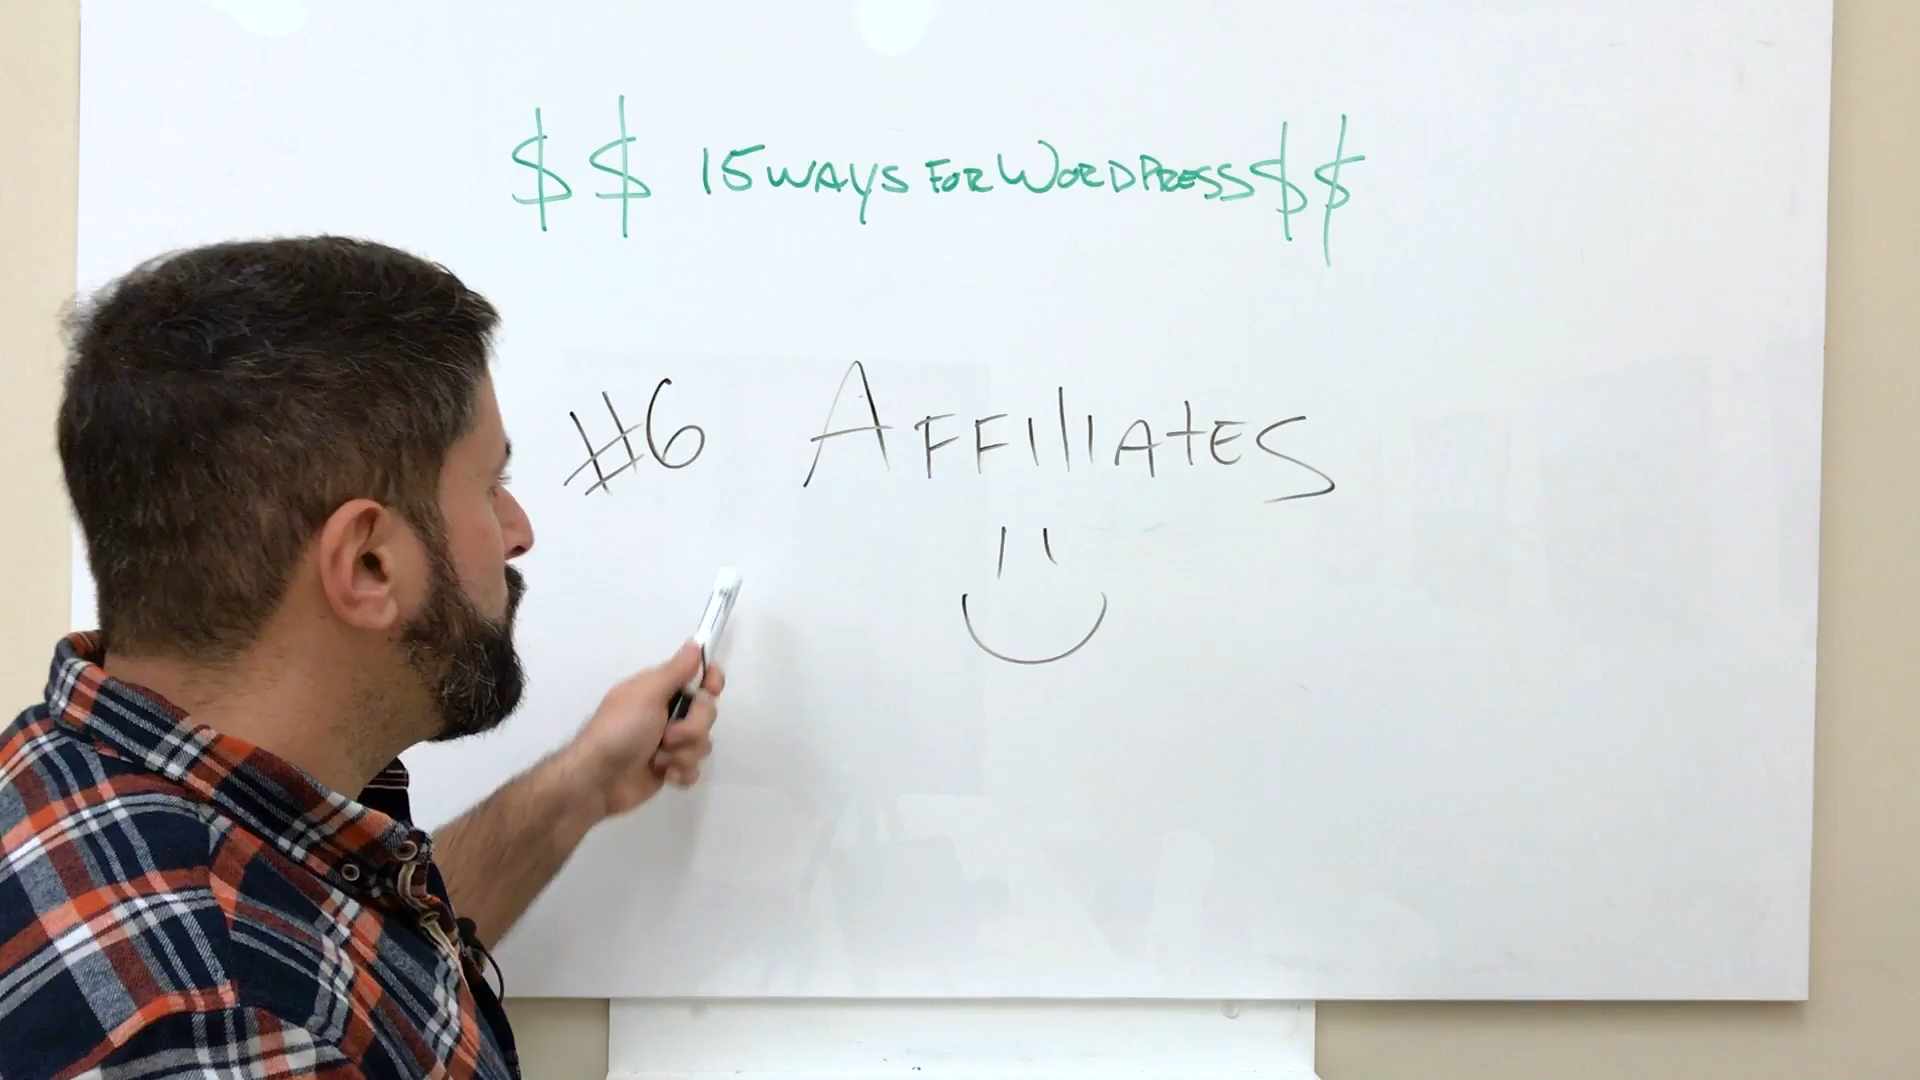 $$ 15 WAYS FOR WORDPRESS $$
#6 AFFIlIAtES